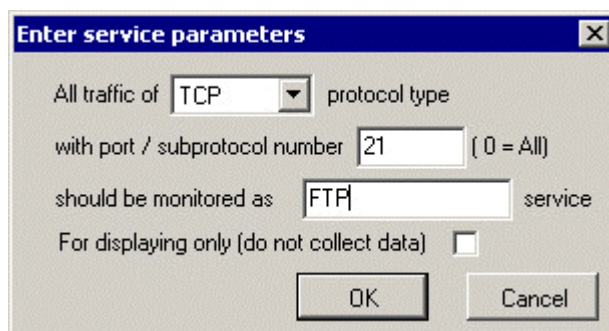 Enter service parameters
All traffic of TCP protocol type
with port / subprotocol number 21 ( 0 = All)
should be monitored as FTP service
For displaying only (do not collect data)
OK Cancel